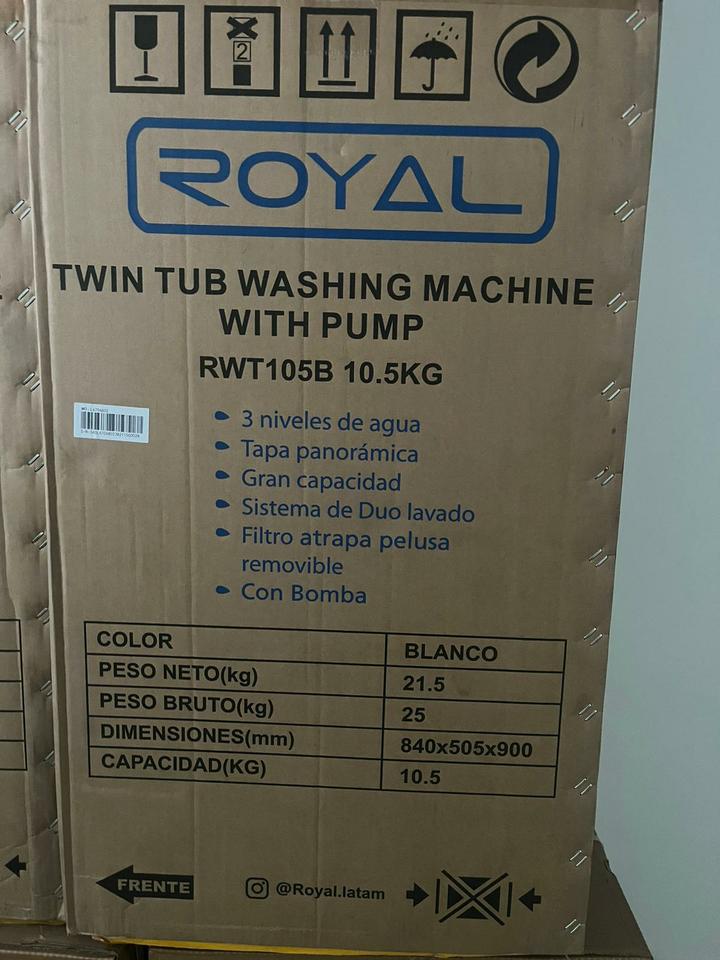 2
ROYAL
TWIN TUB WASHING MACHINE
WITH PUMP
RWT105B 10.5KG
3 niveles de agua
Tapa panorámica
Gran capacidad
Sistema de Duo lavado
Filtro atrapa pelusa
removible
Con Bomba
COLOR BLANCO
PESO NETO(kg) 21.5
PESO BRUTO(kg) 25
DIMENSIONES(mm) 840x505x900
CAPACIDAD(KG) 10.5
FRENTE @Royal.latam